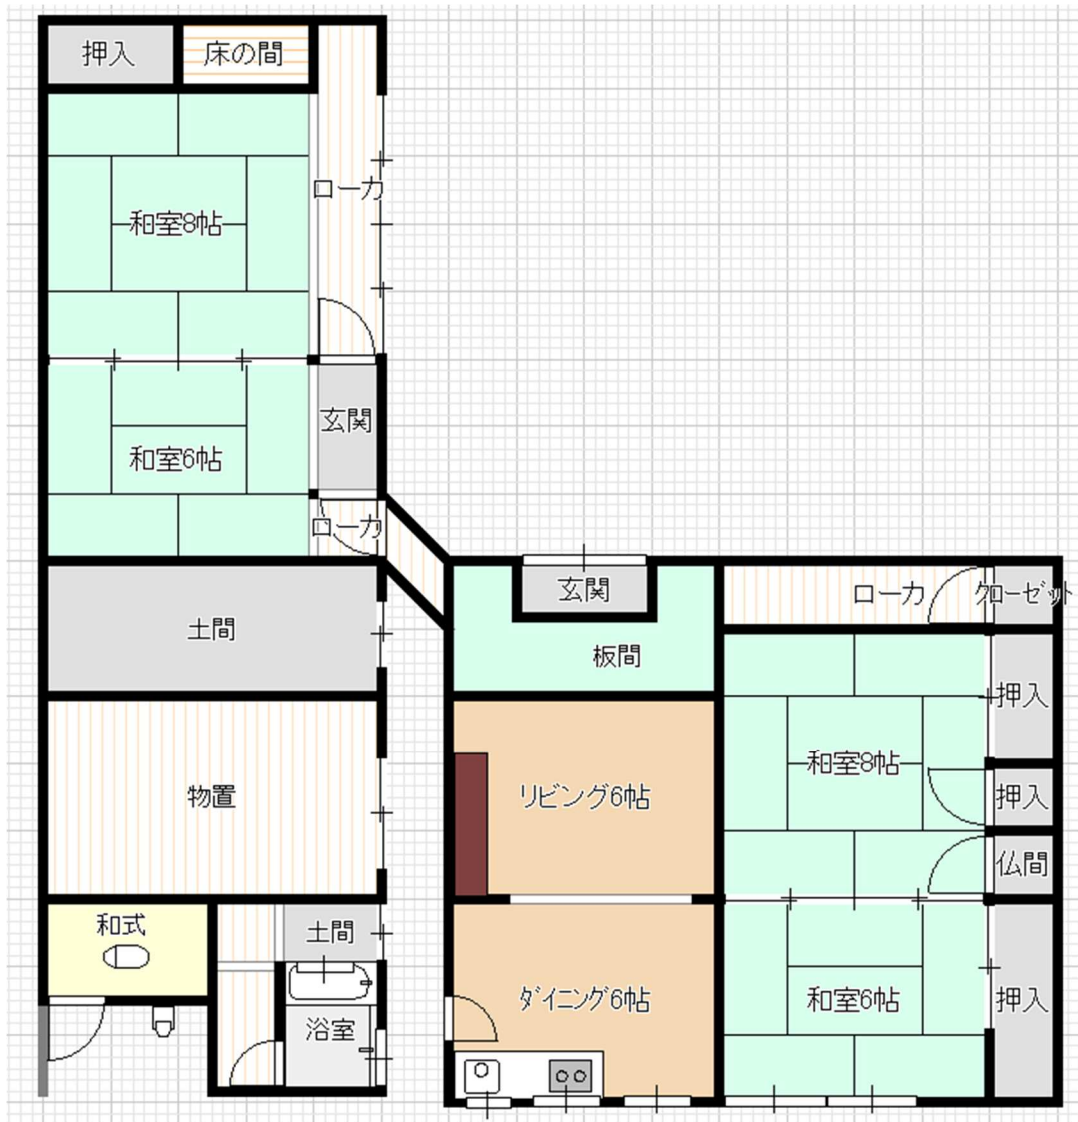 押入
床の間
ローカ
和室8帖
玄関
和室6帖
ローカ
土間
物置
和式
土間
浴室
玄関
板間
リビング6帖
ダイニング6帖
ローカ
クローゼット
押入
和室8帖
押入
仏間
和室6帖
押入